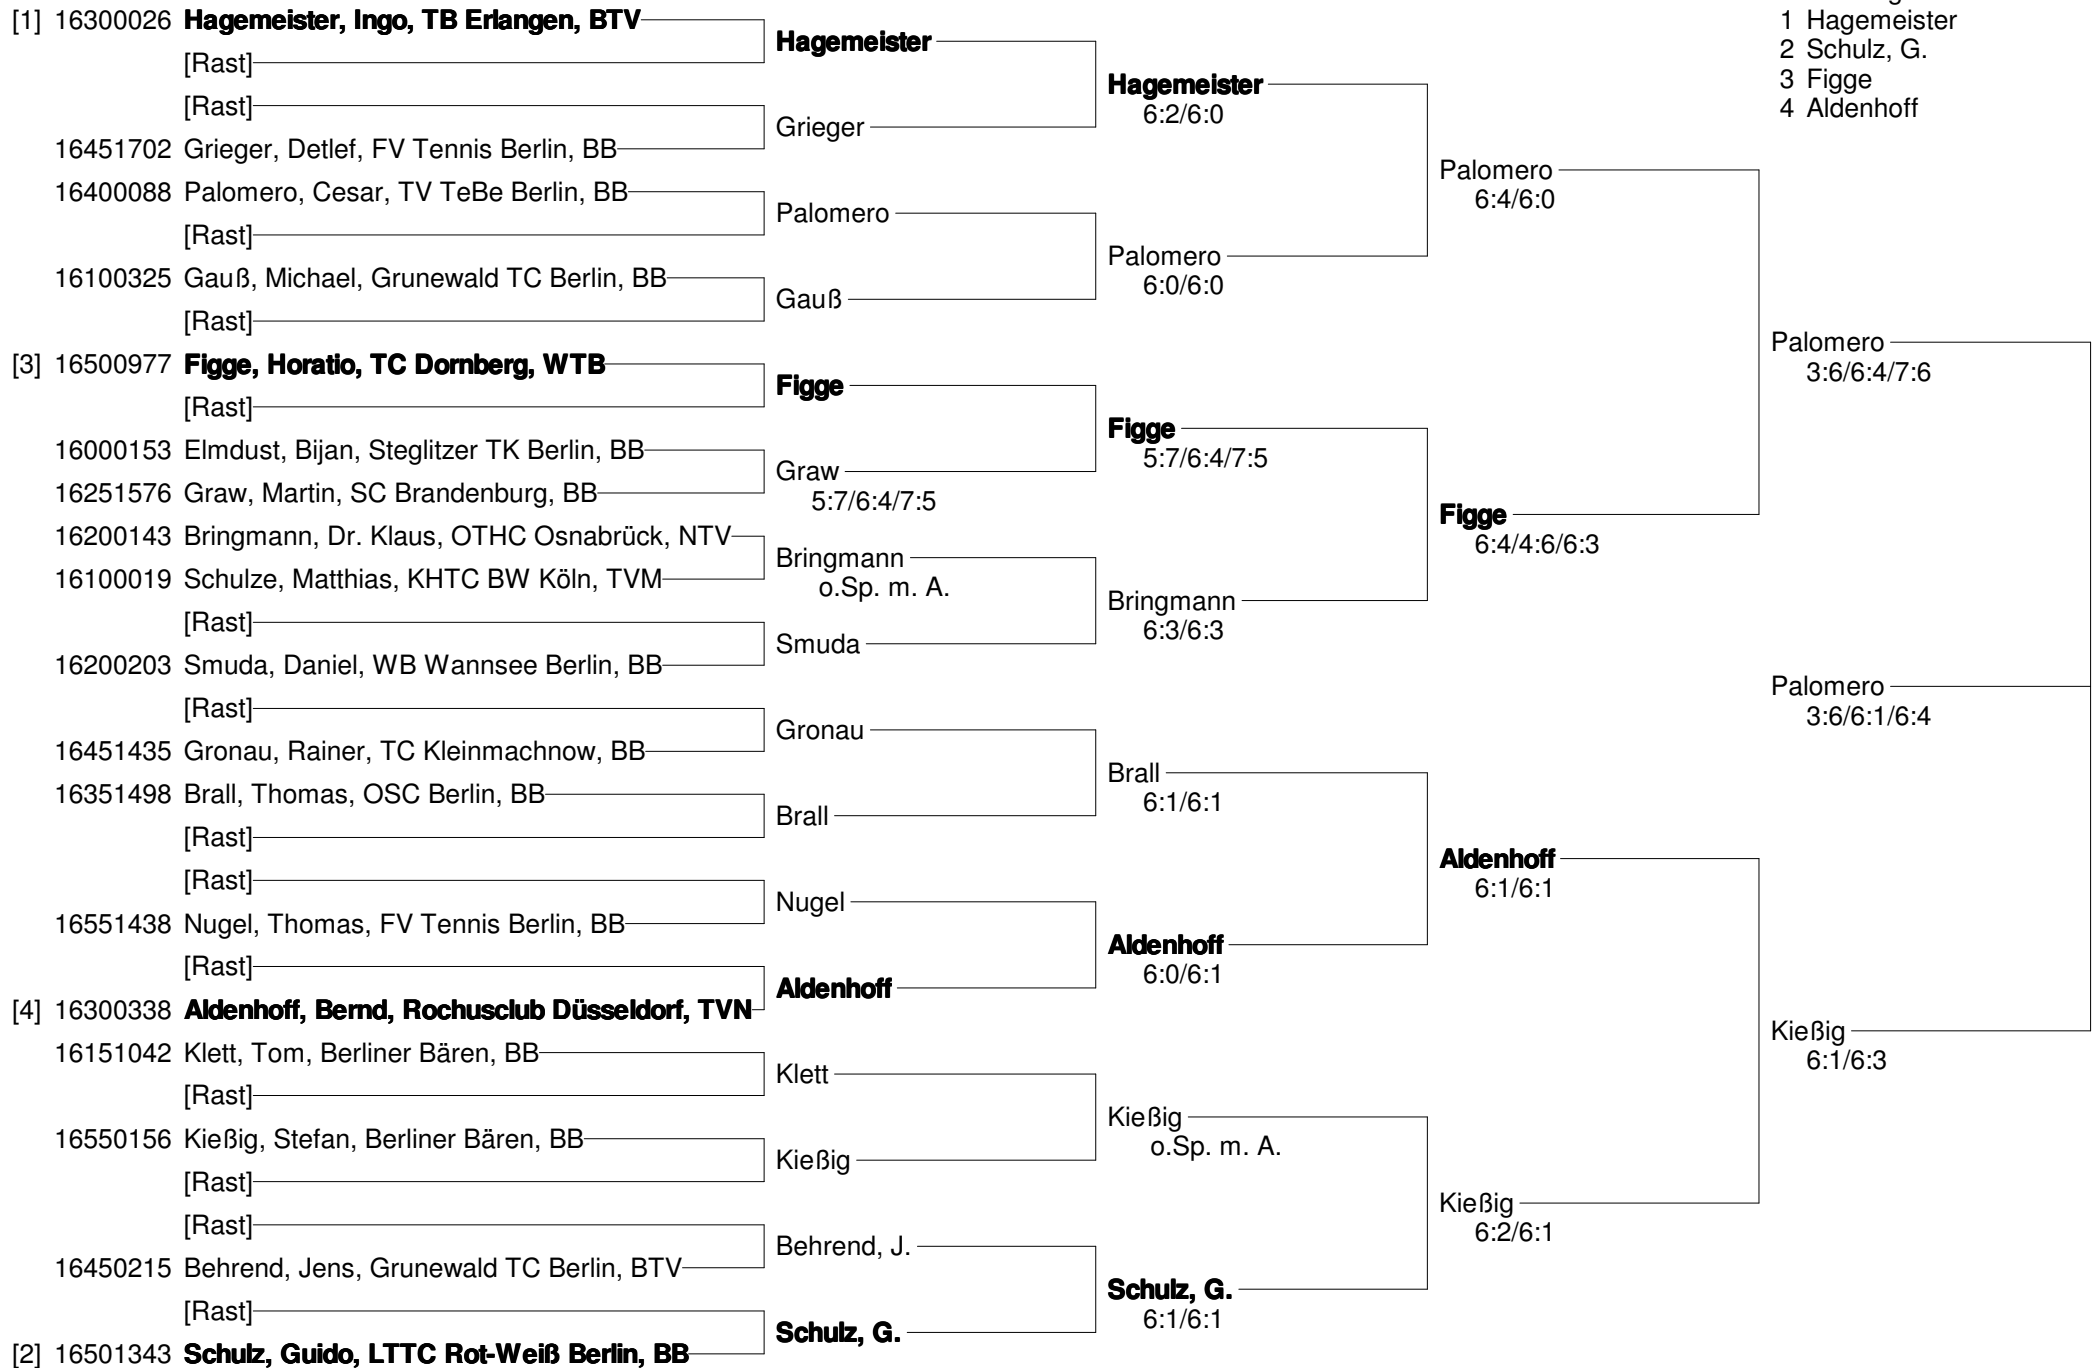 [1] 16300026 Hagemeister, Ingo, TB Erlangen, BTV
[Rast]
[Rast]
16451702 Grieger, Detlef, FV Tennis Berlin, BB
16400088 Palomero, Cesar, TV TeBe Berlin, BB
[Rast]
16100325 Gauß, Michael, Grunewald TC Berlin, BB
[Rast]
[3] 16500977 Figge, Horatio, TC Dornberg, WTB
[Rast]
16000153 Elmdust, Bijan, Steglitzer TK Berlin, BB
16251576 Graw, Martin, SC Brandenburg, BB
16200143 Bringmann, Dr. Klaus, OTHC Osnabrück, NTV
16100019 Schulze, Matthias, KHTC BW Köln, TVM
[Rast]
16200203 Smuda, Daniel, WB Wannsee Berlin, BB
[Rast]
16451435 Gronau, Rainer, TC Kleinmachnow, BB
16351498 Brall, Thomas, OSC Berlin, BB
[Rast]
[Rast]
16551438 Nugel, Thomas, FV Tennis Berlin, BB
[Rast]
[4] 16300338 Aldenhoff, Bernd, Rochusclub Düsseldorf, TVN
16151042 Klett, Tom, Berliner Bären, BB
[Rast]
16550156 Kießig, Stefan, Berliner Bären, BB
[Rast]
[Rast]
16450215 Behrend, Jens, Grunewald TC Berlin, BTV
[Rast]
[2] 16501343 Schulz, Guido, LTTC Rot-Weiß Berlin, BB
Hagemeister
Grieger
Palomero
Gauß
Figge
Graw
5:7/6:4/7:5
Bringmann
o.Sp. m. A.
Smuda
Gronau
Brall
Nugel
Aldenhoff
Klett
Kießig
Behrend, J.
Schulz, G.
Hagemeister
6:2/6:0
Palomero
6:0/6:0
Figge
5:7/6:4/7:5
Bringmann
6:3/6:3
Brall
6:1/6:1
Aldenhoff
6:0/6:1
Kießig
o.Sp. m. A.
Schulz, G.
6:1/6:1
Palomero
6:4/6:0
Figge
6:4/4:6/6:3
Aldenhoff
6:1/6:1
Kießig
6:2/6:1
1 Hagemeister
2 Schulz, G.
3 Figge
4 Aldenhoff
Palomero
3:6/6:4/7:6
Palomero
3:6/6:1/6:4
Kießig
6:1/6:3